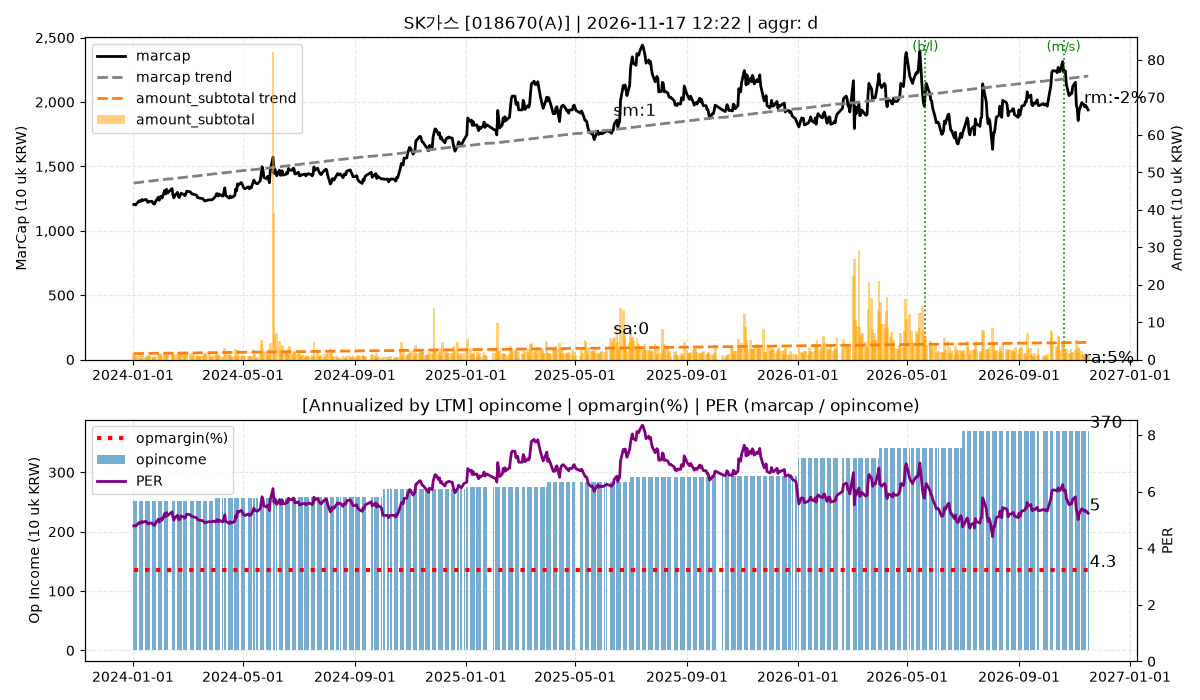 SK가스 [018670(A)] | 2026-11-17 12:22 | aggr: d
marcap
marcap trend
amount_subtotal trend
amount_subtotal
(b/l)
(m/s)
rm:-2%
sm:1
sa:0
ra:5%
MarCap (10 uk KRW)
2,500
2,000
1,500
1,000
500
0
Amount (10 uk KRW)
80
70
60
50
40
30
20
10
0
2024-01-01 2024-05-01 2024-09-01 2025-01-01 2025-05-01 2025-09-01 2026-01-01 2026-05-01 2026-09-01 2027-01-01
[Annualized by LTM] opincome | opmargin(%) | PER (marcap / opincome)
opmargin(%)
opincome
PER
370
5
4.3
Op Income (10 uk KRW)
300
200
100
0
PER
8
6
4
2
0
2024-01-01 2024-05-01 2024-09-01 2025-01-01 2025-05-01 2025-09-01 2026-01-01 2026-05-01 2026-09-01 2027-01-01